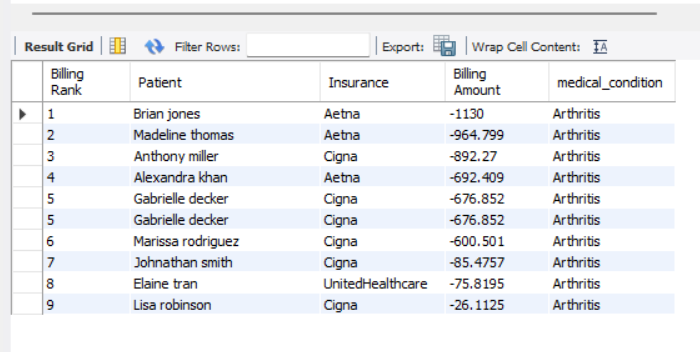 Result Grid Filter Rows: Export: Wrap Cell Content: IA
Billing Rank Patient Insurance Billing Amount medical_condition
1 Brian jones Aetna -1130 Arthritis
2 Madeline thomas Aetna -964.799 Arthritis
3 Anthony miller Cigna -892.27 Arthritis
4 Alexandra khan Aetna -692.409 Arthritis
5 Gabrielle decker Cigna -676.852 Arthritis
5 Gabrielle decker Cigna -676.852 Arthritis
6 Marissa rodriguez Cigna -600.501 Arthritis
7 Johnathan smith Cigna -85.4757 Arthritis
8 Elaine tran UnitedHealthcare -75.8195 Arthritis
9 Lisa robinson Cigna -26.1125 Arthritis